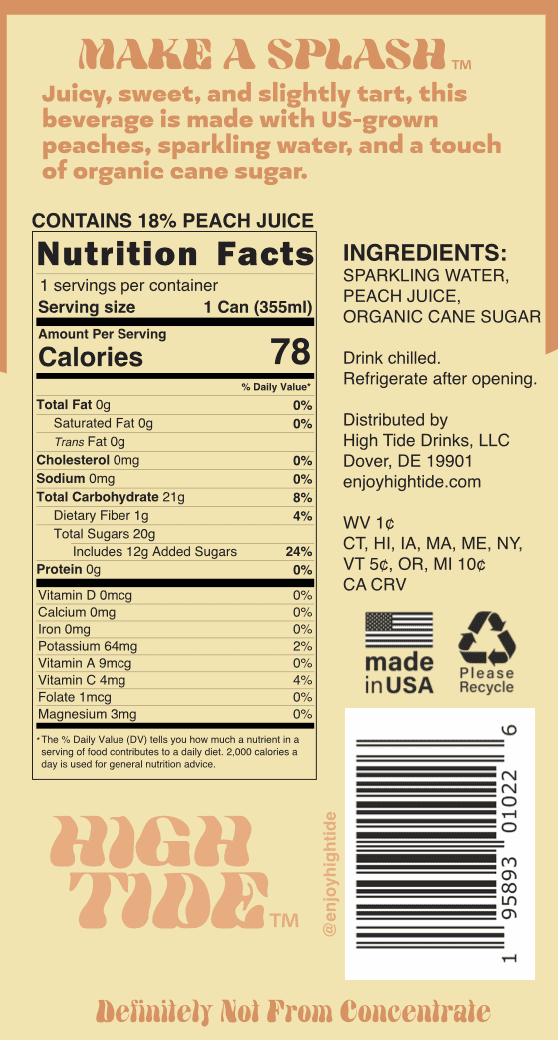 MAKE A SPLASH TM
Juicy, sweet, and slightly tart, this
beverage is made with US-grown
peaches, sparkling water, and a touch
of organic cane sugar.
CONTAINS 18% PEACH JUICE
Nutrition Facts
1 servings per container
Serving size 1 Can (355ml)
Amount Per Serving
Calories 78
% Daily Value*
Total Fat 0g 0%
Saturated Fat 0g 0%
Trans Fat 0g
Cholesterol 0mg 0%
Sodium 0mg 0%
Total Carbohydrate 21g 8%
Dietary Fiber 1g 4%
Total Sugars 20g
Includes 12g Added Sugars 24%
Protein 0g 0%
Vitamin D 0mcg 0%
Calcium 0mg 0%
Iron 0mg 0%
Potassium 64mg 2%
Vitamin A 9mcg 0%
Vitamin C 4mg 4%
Folate 1mcg 0%
Magnesium 3mg 0%
*The % Daily Value (DV) tells you how much a nutrient in a
serving of food contributes to a daily diet. 2,000 calories a
day is used for general nutrition advice.
INGREDIENTS:
SPARKLING WATER,
PEACH JUICE,
ORGANIC CANE SUGAR
Drink chilled.
Refrigerate after opening.
Distributed by
High Tide Drinks, LLC
Dover, DE 19901
enjoyhightide.com
WV 1¢
CT, HI, IA, MA, ME, NY,
VT 5¢, OR, MI 10¢
CA CRV
made
in USA
Please
Recycle
HIGH
TIDE TM
@enjoyhightide
1 95893 01022 6
Definitely Not From Concentrate